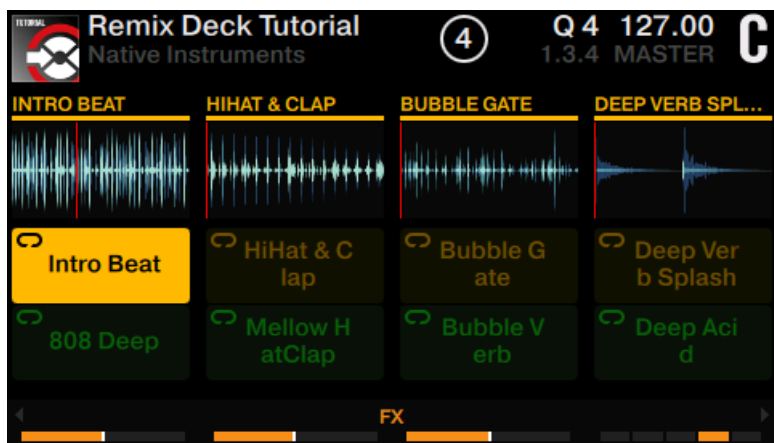 TUTORIAL
Remix Deck Tutorial
Native Instruments
4
Q 4 127.00
1.3.4 MASTER
C
INTRO BEAT HIHAT & CLAP BUBBLE GATE DEEP VERB SPL...
Intro Beat
HiHat & C
lap
Bubble G
ate
Deep Ver
b Splash
808 Deep
Mellow H
atClap
Bubble V
erb
Deep Aci
d
FX